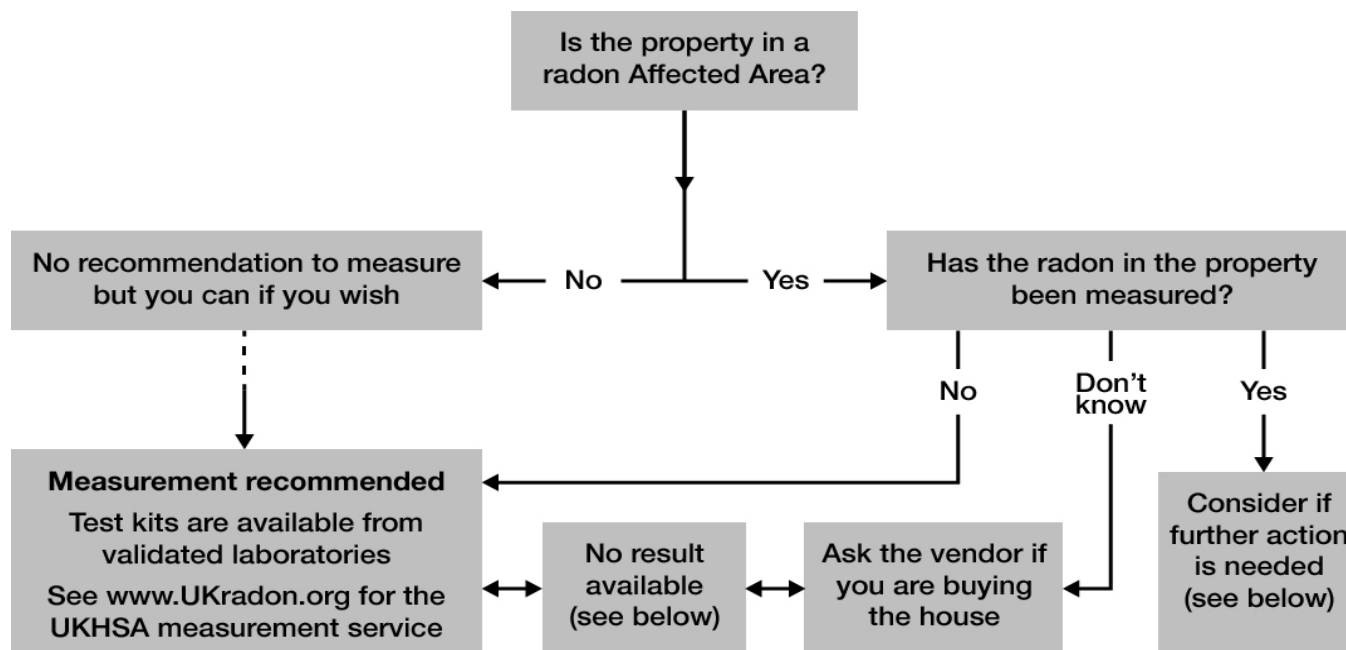 Is the property in a
radon Affected Area?
No recommendation to measure
but you can if you wish
No
Yes
Has the radon in the property
been measured?
No
Don't
know
Yes
Measurement recommended
Test kits are available from
validated laboratories
See www.UKradon.org for the
UKHSA measurement service
No result
available
(see below)
Ask the vendor if
you are buying
the house
Consider if
further action
is needed
(see below)